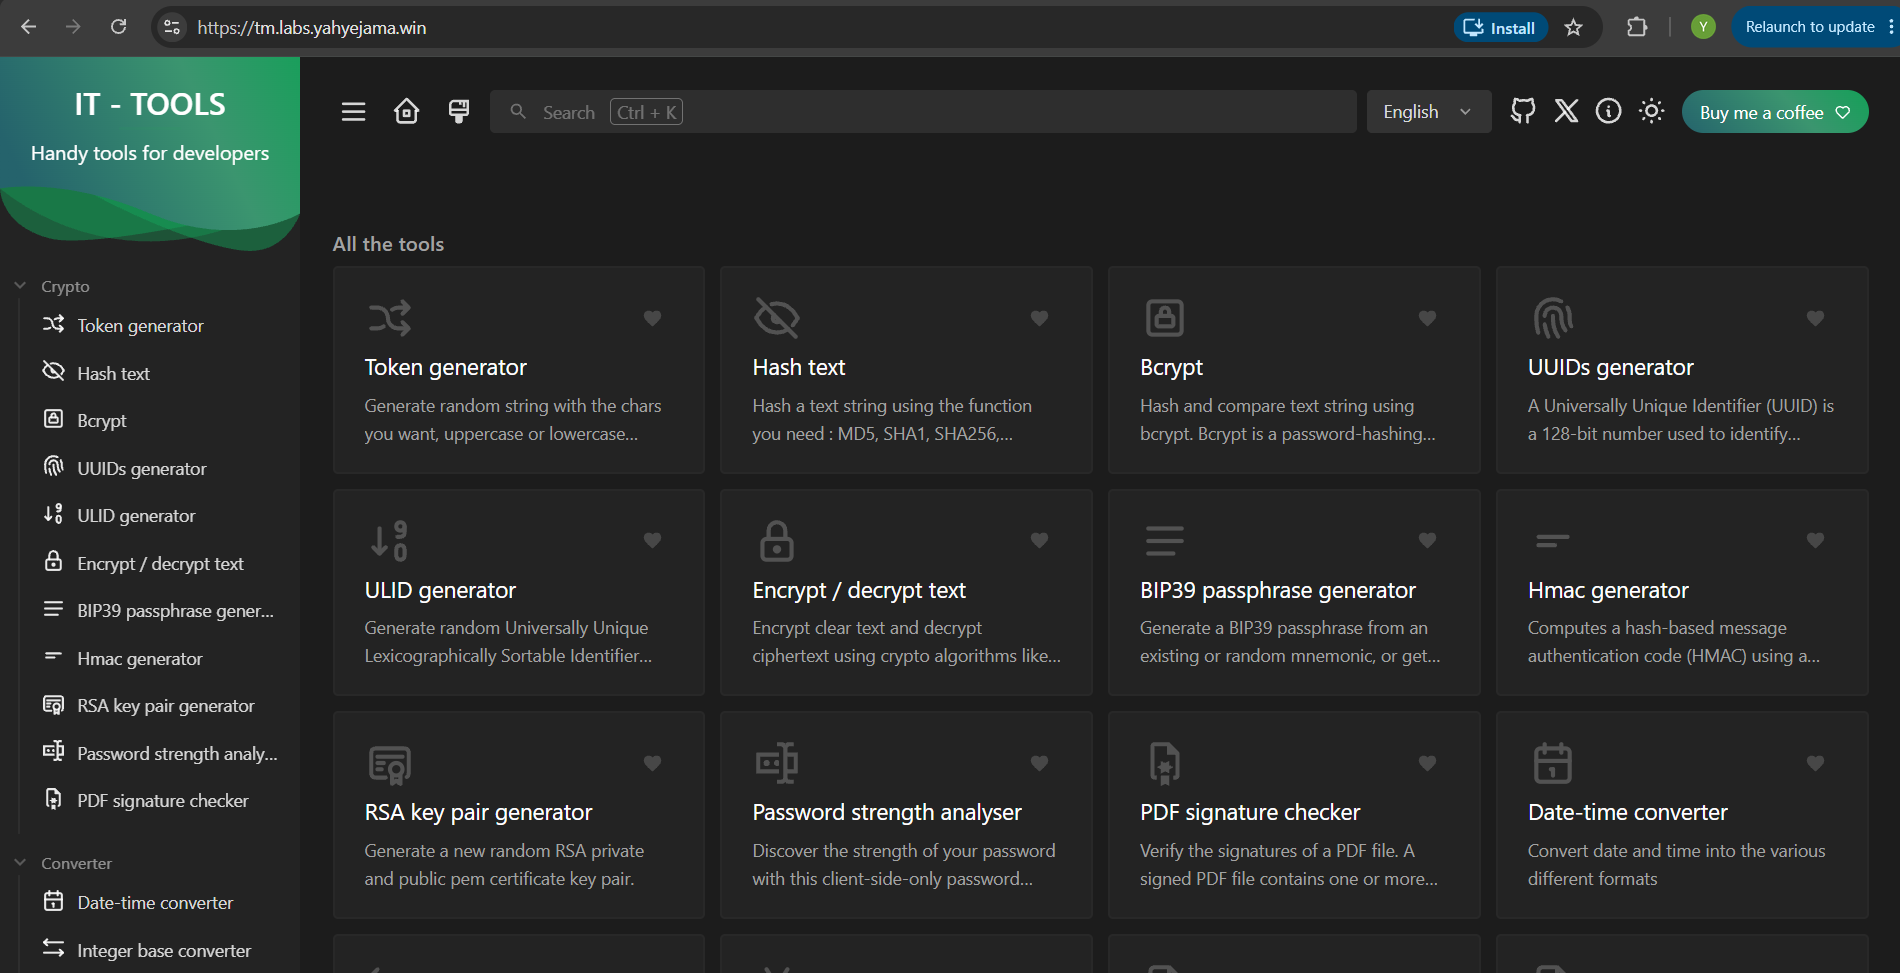 https://tm.labs.yahyejama.win
Install
Y
Relaunch to update
IT - TOOLS
Handy tools for developers
Search Ctrl + K
English
Buy me a coffee
Crypto
Token generator
Hash text
Bcrypt
UUIDs generator
ULID generator
Encrypt / decrypt text
BIP39 passphrase gener...
Hmac generator
RSA key pair generator
Password strength analy...
PDF signature checker
Converter
Date-time converter
Integer base converter
All the tools
Token generator
Generate random string with the chars
you want, uppercase or lowercase...
Hash text
Hash a text string using the function
you need : MD5, SHA1, SHA256,...
Bcrypt
Hash and compare text string using
bcrypt. Bcrypt is a password-hashing...
UUIDs generator
A Universally Unique Identifier (UUID) is
a 128-bit number used to identify...
ULID generator
Generate random Universally Unique
Lexicographically Sortable Identifier...
Encrypt / decrypt text
Encrypt clear text and decrypt
ciphertext using crypto algorithms like...
BIP39 passphrase generator
Generate a BIP39 passphrase from an
existing or random mnemonic, or get...
Hmac generator
Computes a hash-based message
authentication code (HMAC) using a...
RSA key pair generator
Generate a new random RSA private
and public pem certificate key pair.
Password strength analyser
Discover the strength of your password
with this client-side-only password...
PDF signature checker
Verify the signatures of a PDF file. A
signed PDF file contains one or more...
Date-time converter
Convert date and time into the various
different formats